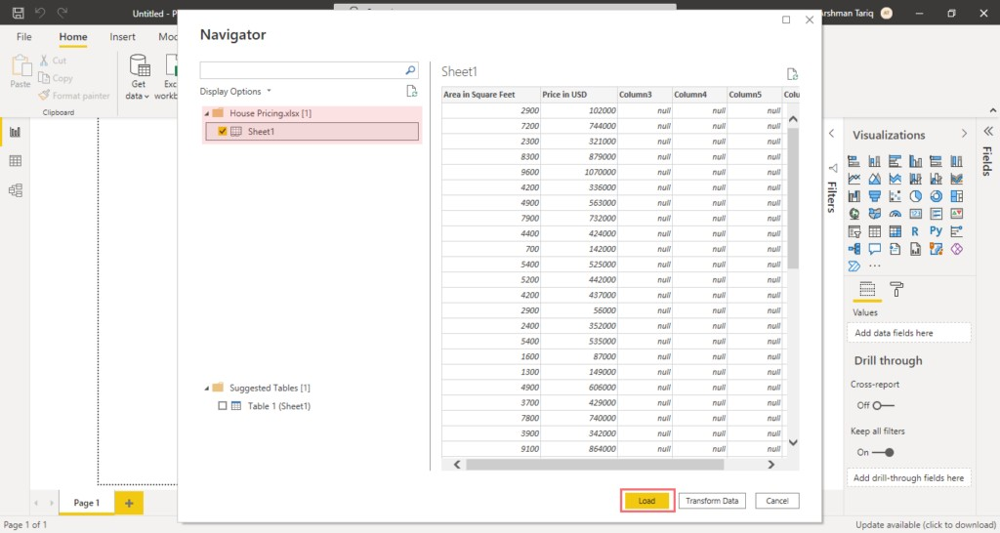 Untitled - P
Arshman Tariq
File
Home
Insert
Mo
Paste
Cut
Copy
Format painter
Clipboard
Get
data
Exc
workb
Navigator
Display Options
House Pricing.xlsx [1]
Sheet1
Suggested Tables [1]
Table 1 (Sheet1)
Sheet1
Area in Square Feet Price in USD Column3 Column4 Column5 Colu
2900 102000 null null null
7200 744000 null null null
2300 321000 null null null
8300 879000 null null null
9600 1070000 null null null
4200 336000 null null null
4900 563000 null null null
7900 732000 null null null
4400 424000 null null null
700 142000 null null null
5400 525000 null null null
5200 442000 null null null
4200 437000 null null null
2900 56000 null null null
2400 352000 null null null
5400 535000 null null null
1600 87000 null null null
1300 149000 null null null
4900 606000 null null null
3700 429000 null null null
7800 740000 null null null
3900 342000 null null null
9100 864000 null null null
Load
Transform Data
Cancel
Filters
Visualizations
R
Py
Values
Add data fields here
Drill through
Cross-report
Off
Keep all filters
On
Add drill-through fields here
Fields
Page 1
Page 1 of 1
Update available (click to download)